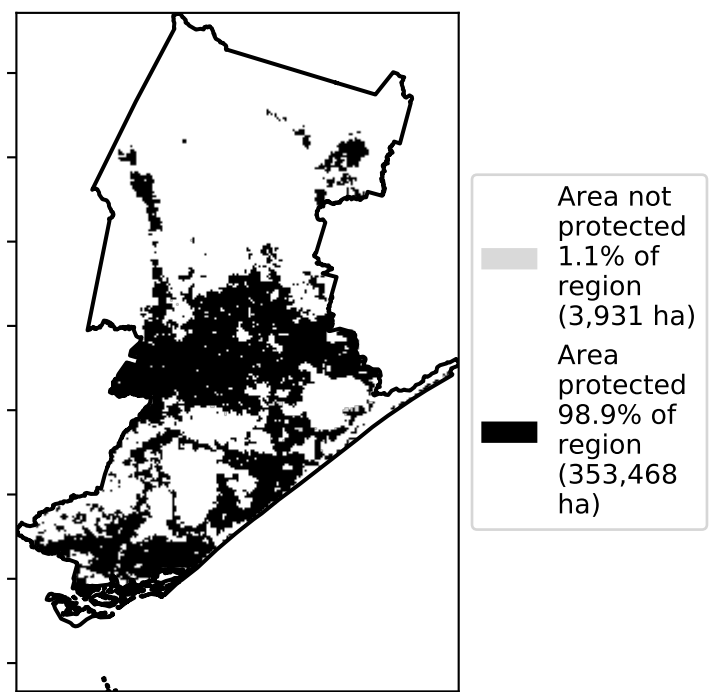 Area not
protected
1.1% of
region
(3,931 ha)
Area
protected
98.9% of
region
(353,468
ha)